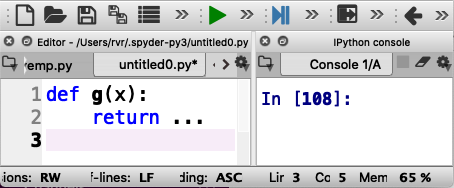 Editor - /Users/rvr/.spyder-py3/untitled0.py
IPython console
emp.py
untitled0.py*
Console 1/A
1 def g(x):
2     return ...
3
In [108]:
sions: RW
f-lines: LF
ding: ASC
Lir 3
Co 5
Mem 65 %